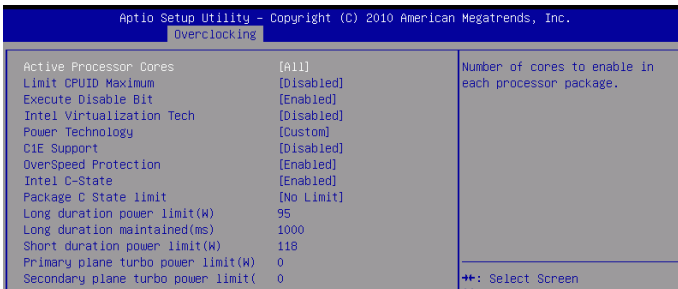 Aptio Setup Utility – Copyright (C) 2010 American Megatrends, Inc.
Overclocking
Active Processor Cores [All]
Limit CPUID Maximum [Disabled]
Execute Disable Bit [Enabled]
Intel Virtualization Tech [Disabled]
Power Technology [Custom]
C1E Support [Disabled]
OverSpeed Protection [Enabled]
Intel C-State [Enabled]
Package C State limit [No Limit]
Long duration power limit(W) 95
Long duration maintained(ms) 1000
Short duration power limit(W) 118
Primary plane turbo power limit(W) 0
Secondary plane turbo power limit( 0
Number of cores to enable in
each processor package.
→←: Select Screen